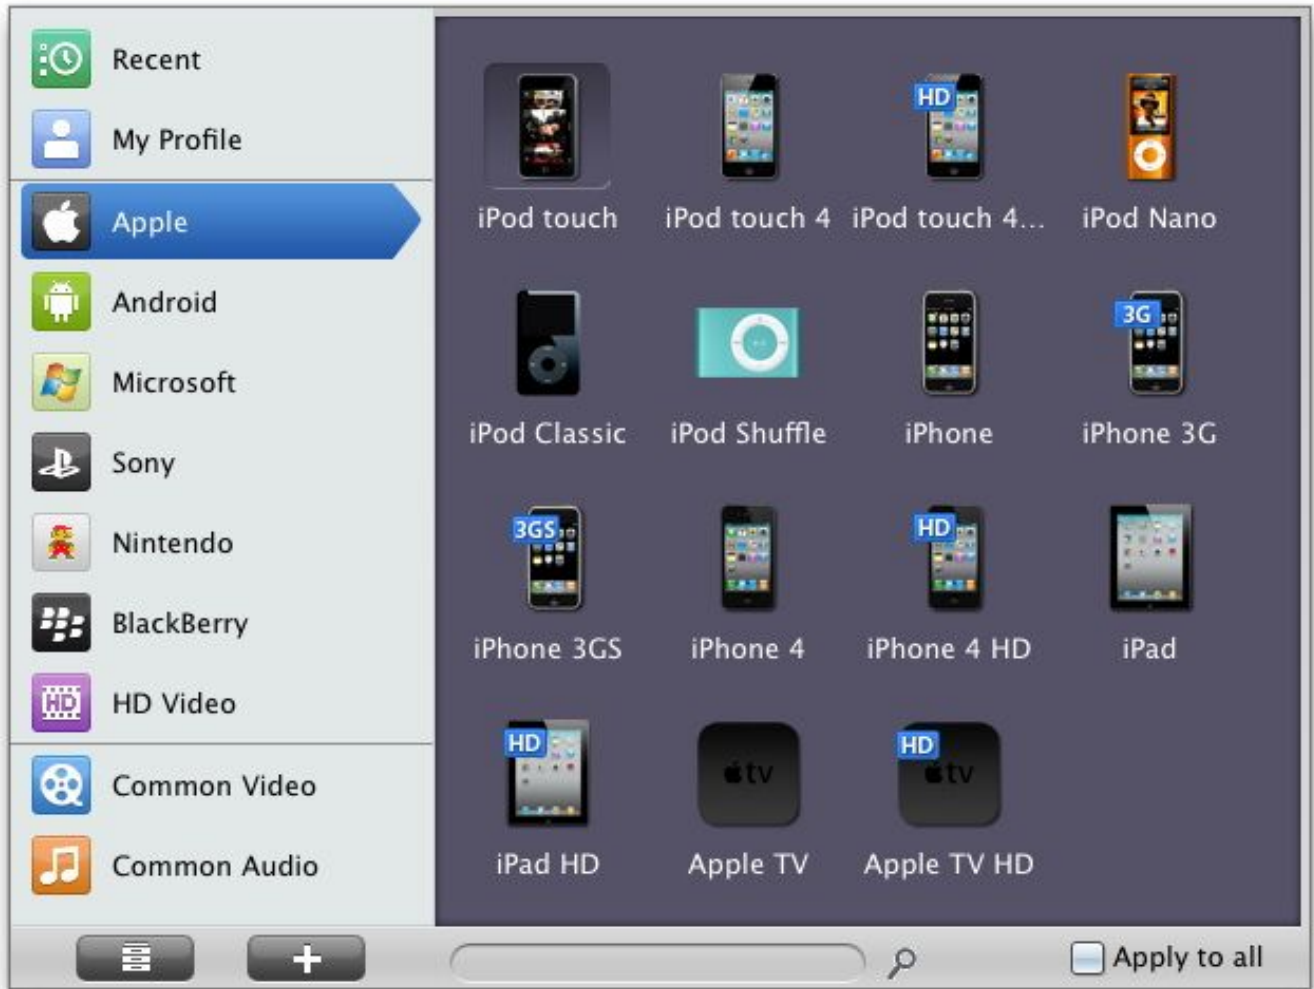 Recent
My Profile
Apple
Android
Microsoft
Sony
Nintendo
BlackBerry
HD
HD Video
Common Video
Common Audio
HD
iPod touch
iPod touch 4
iPod touch 4...
iPod Nano
3G
iPod Classic
iPod Shuffle
iPhone
iPhone 3G
3GS
HD
iPhone 3GS
iPhone 4
iPhone 4 HD
iPad
HD
tv
HD
tv
iPad HD
Apple TV
Apple TV HD
Apply to all